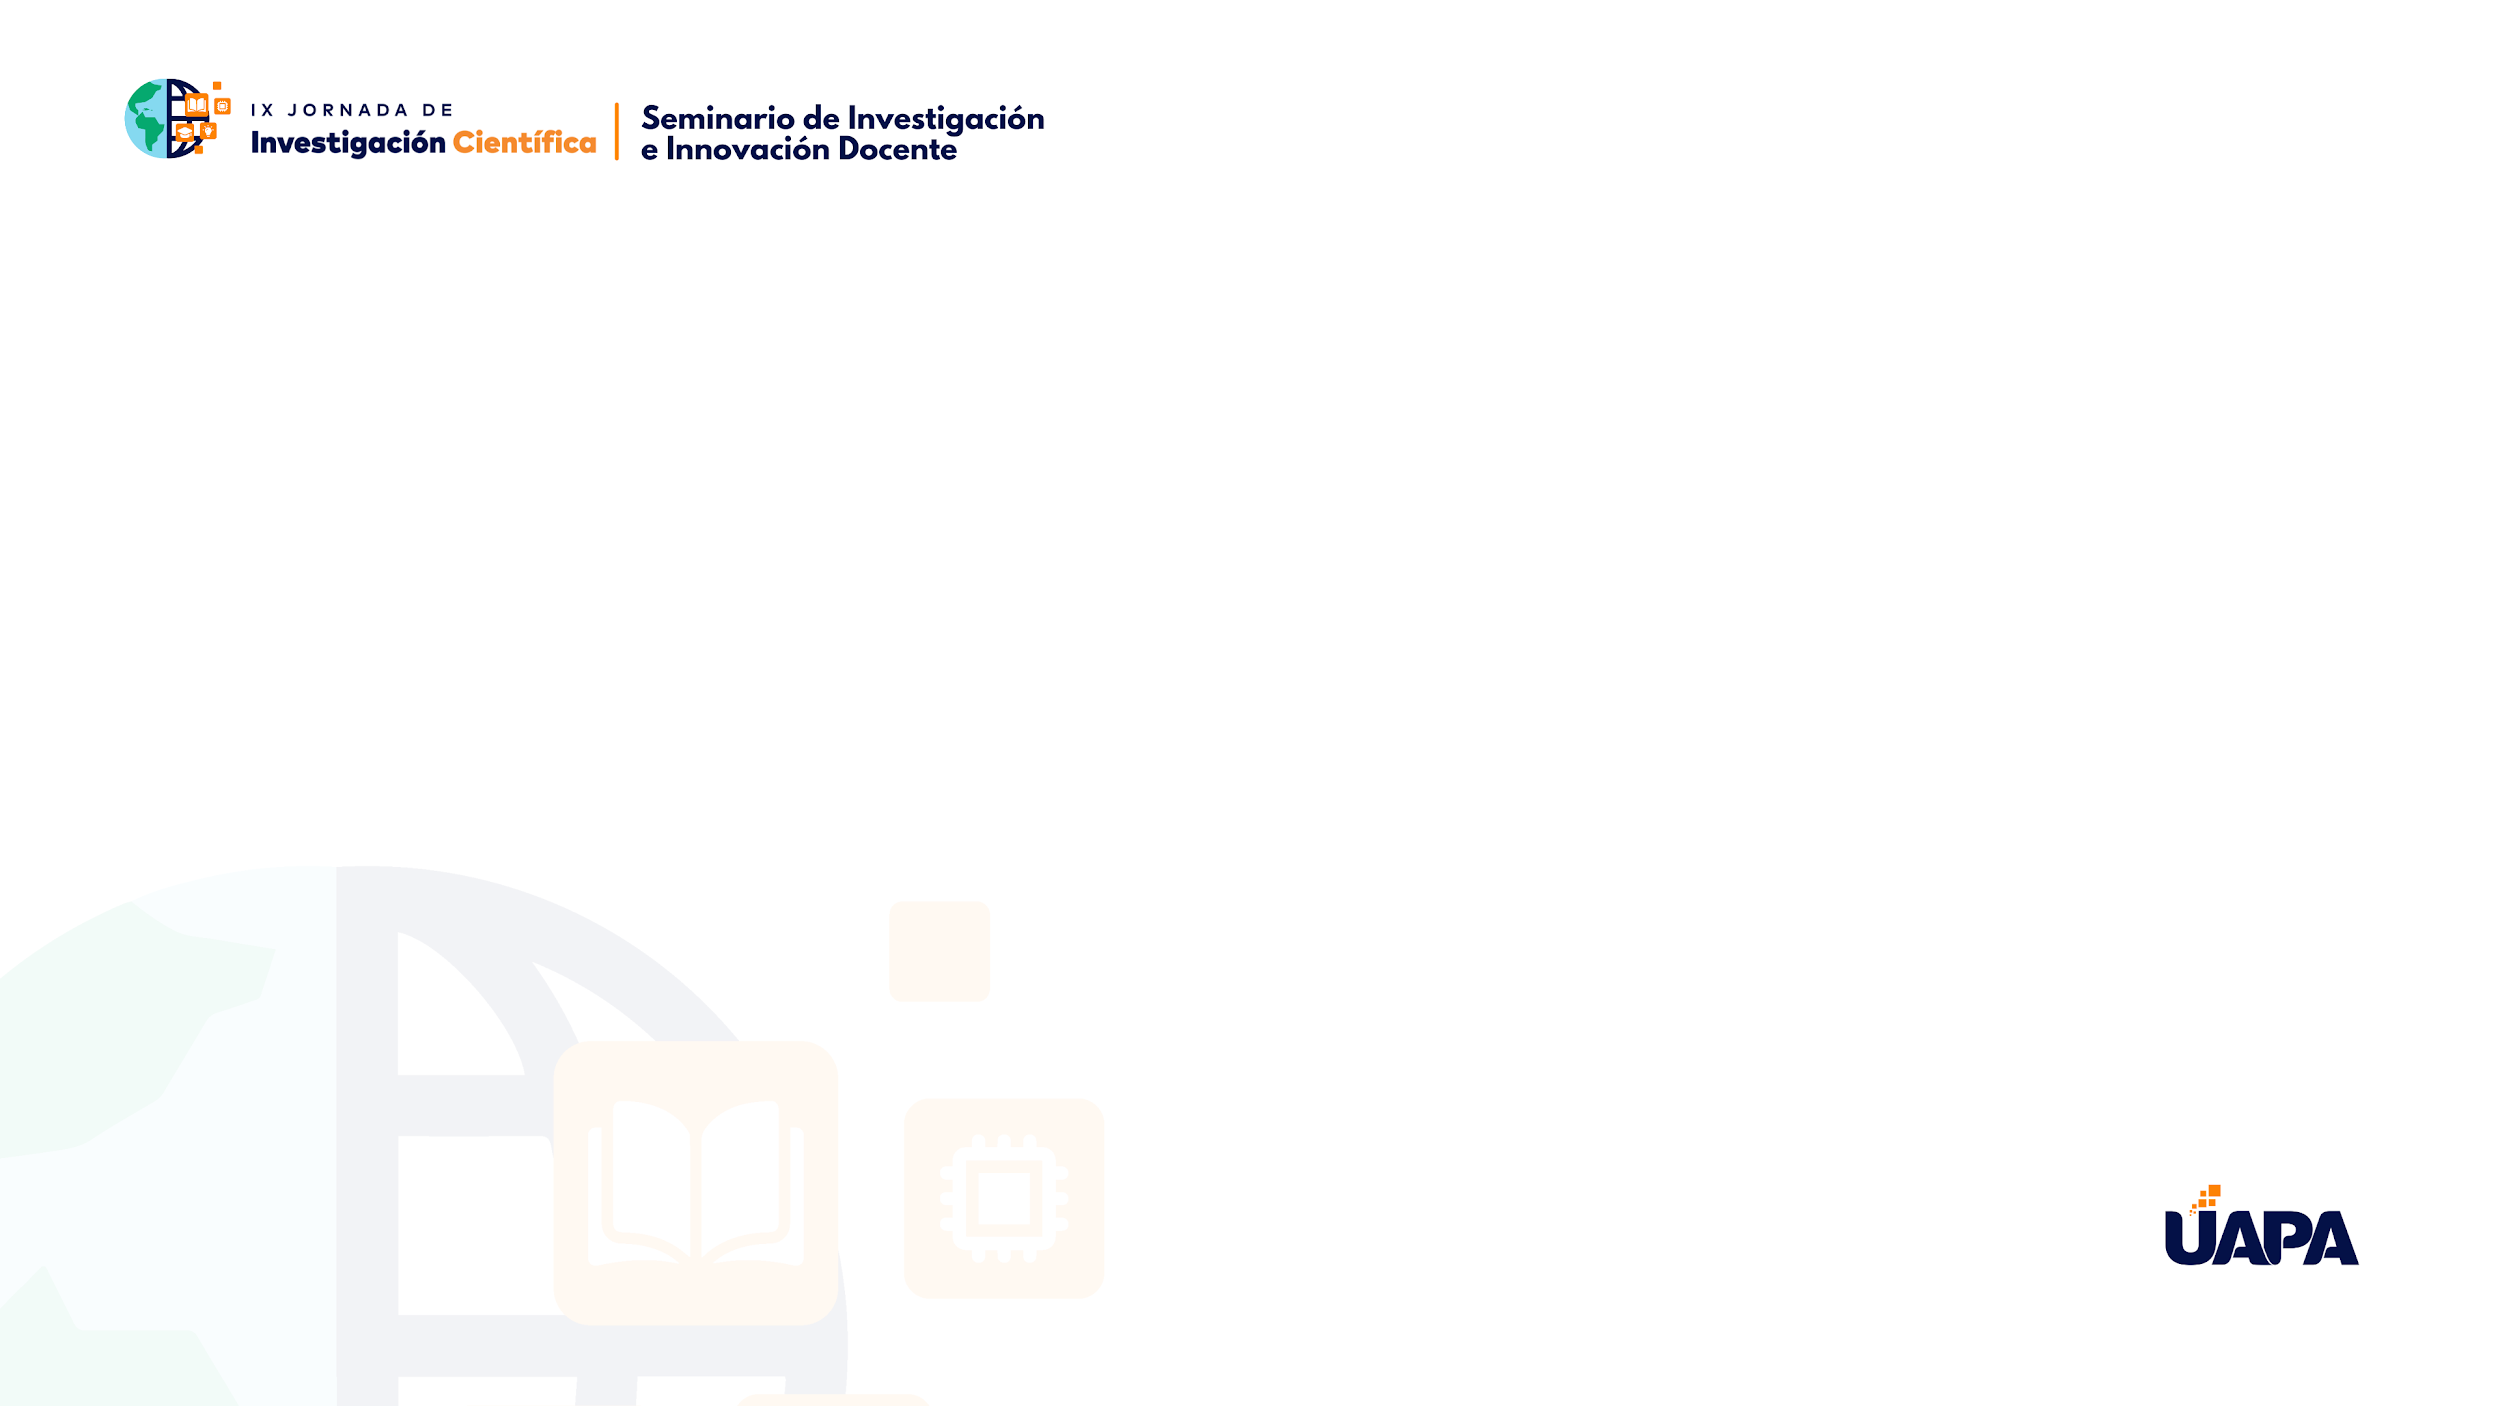 IX JORNADA DE
Investigación Científica
Seminario de Investigación
e Innovación Docente
UAPA